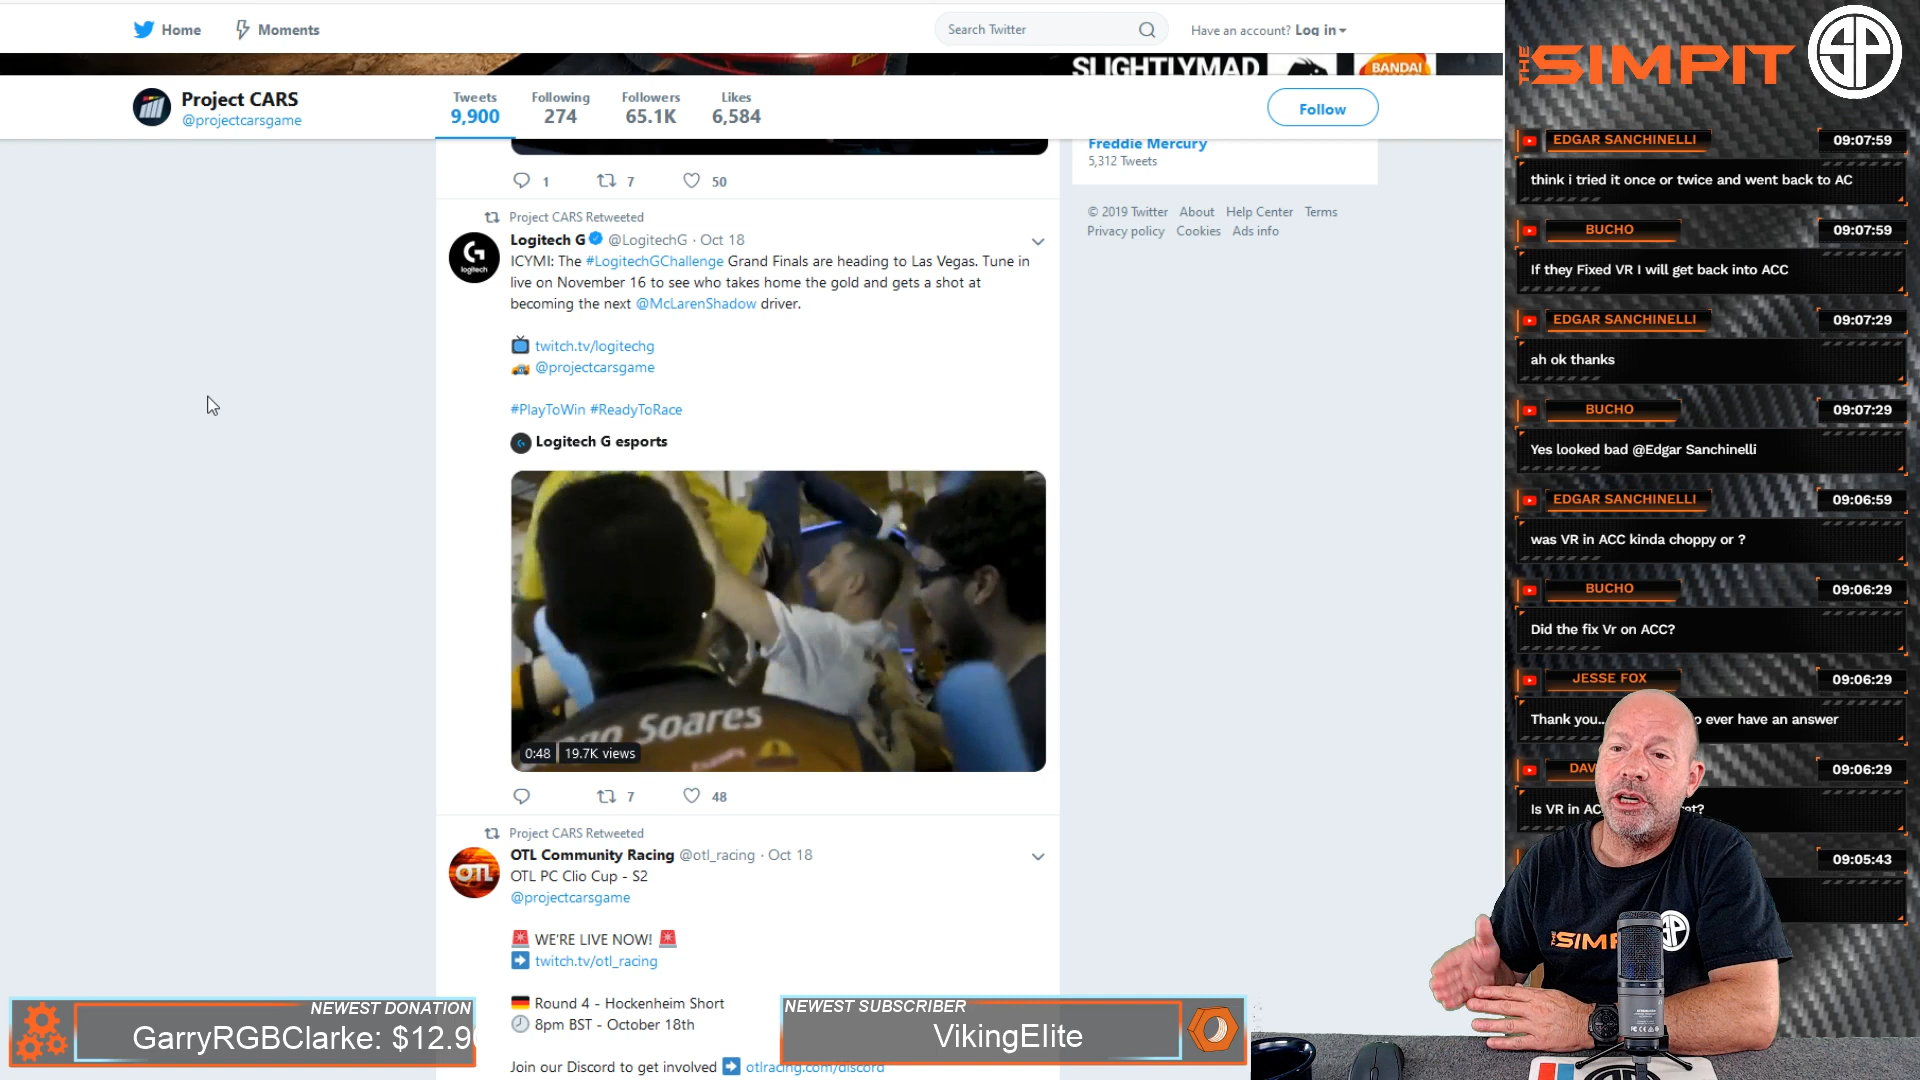 Home
Moments
Search Twitter
Have an account? Log in
SLIGHTLYMAD
BANDAI
Project CARS
@projectcarsgame
Tweets
9,900
Following
274
Followers
65.1K
Likes
6,584
Follow
1
7
50
Freddie Mercury
5,312 Tweets
© 2019 Twitter About Help Center Terms
Privacy policy Cookies Ads info
Project CARS Retweeted
Logitech G @LogitechG · Oct 18
ICYMI: The #LogitechGChallenge Grand Finals are heading to Las Vegas. Tune in
live on November 16 to see who takes home the gold and gets a shot at
becoming the next @McLarenShadow driver.
logitech
twitch.tv/logitechg
@projectcarsgame
#PlayToWin #ReadyToRace
Logitech G esports
Soares
0:48
19.7K views
7
48
Project CARS Retweeted
OTL Community Racing @otl_racing · Oct 18
OTL
OTL PC Clio Cup - S2
@projectcarsgame
WE'RE LIVE NOW!
twitch.tv/otl_racing
Round 4 - Hockenheim Short
8pm BST - October 18th
Join our Discord to get involved otlracing.com/discord
NEWEST DONATION
GarryRGBClarke: $12.9
NEWEST SUBSCRIBER
VikingElite
THE SIMPIT
SP
EDGAR SANCHINELLI 09:07:59
think i tried it once or twice and went back to AC
BUCHO 09:07:59
If they Fixed VR I will get back into ACC
EDGAR SANCHINELLI 09:07:29
ah ok thanks
BUCHO 09:07:29
Yes looked bad @Edgar Sanchinelli
EDGAR SANCHINELLI 09:06:59
was VR in ACC kinda choppy or ?
BUCHO 09:06:29
Did the fix Vr on ACC?
JESSE FOX 09:06:29
Thank you.. ever have an answer
09:06:29
Is VR in
09:05:43
THE SIM